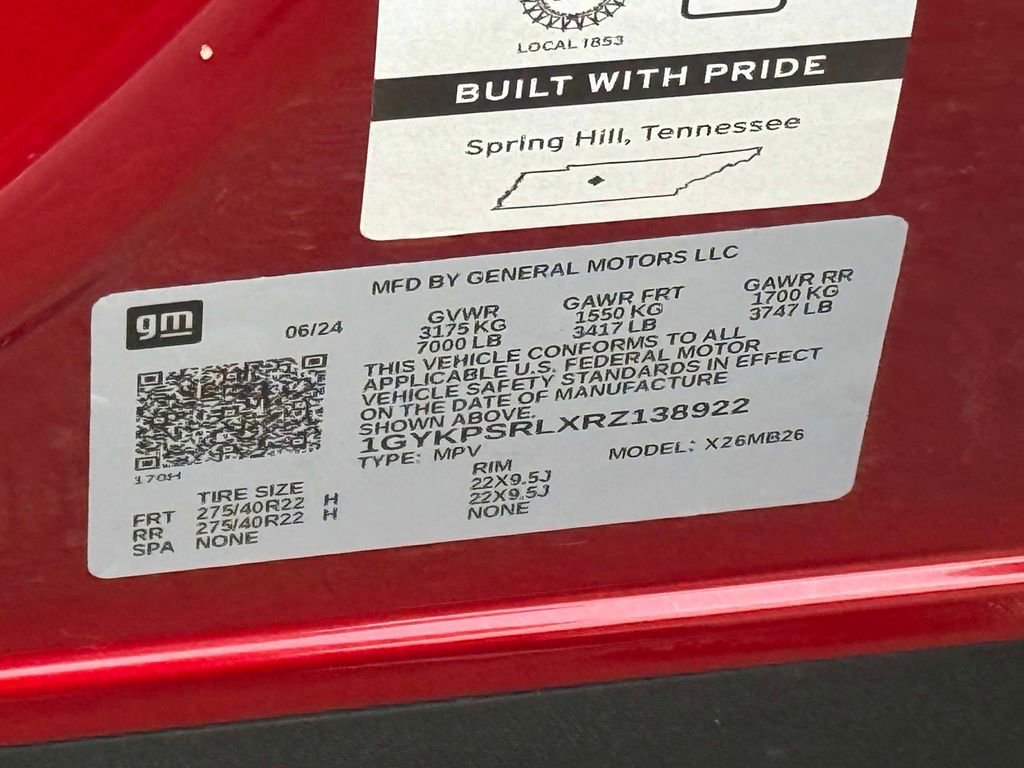 LOCAL 1853
BUILT WITH PRIDE
Spring Hill, Tennessee
MFD BY GENERAL MOTORS LLC
gm
06/24
GVWR
3175 KG
7000 LB
GAWR FRT
1550 KG
3417 LB
GAWR RR
1700 KG
3747 LB
THIS VEHICLE CONFORMS TO ALL
APPLICABLE U.S. FEDERAL MOTOR
VEHICLE SAFETY STANDARDS IN EFFECT
ON THE DATE OF MANUFACTURE
SHOWN ABOVE.
1GYKPSRLXRZ138922
TYPE: MPV
MODEL: X26MB26
170H
TIRE SIZE RIM
FRT 275/40R22 H 22X9.5J
RR 275/40R22 H 22X9.5J
SPA NONE NONE